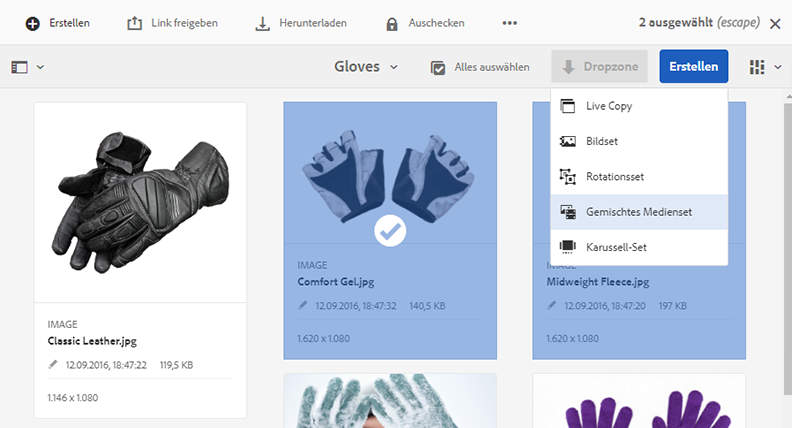 Erstellen Link freigeben Herunterladen Auschecken ••• 2 ausgewählt (escape)
Gloves Alles auswählen Dropzone Erstellen
Live Copy
Bildset
Rotationsset
Gemischtes Medienset
Karussell-Set
IMAGE
Classic Leather.jpg
12.09.2016, 18:47:22 119,5 KB
1.146 x 1.080
IMAGE
Comfort Gel.jpg
12.09.2016, 18:47:32 140,5 KB
1.620 x 1.080
Midweight Fleece.jpg
12.09.2016, 18:47:20 197 KB
1.620 x 1.080